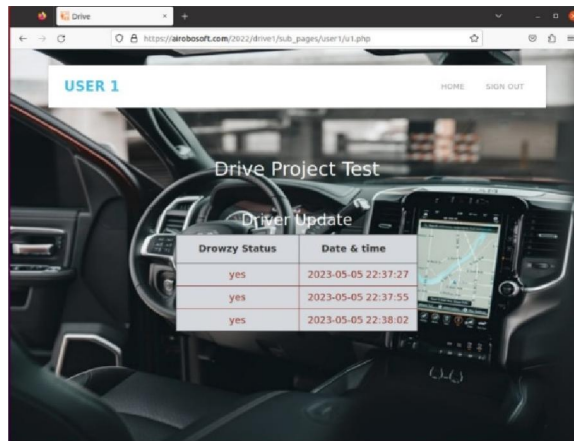 Drive
https://airobosoft.com/2022/drive1/sub_pages/user1/u1.php
USER 1
HOME
SIGN OUT
Drive Project Test
Driver Update
Drowzy Status Date & time
yes 2023-05-05 22:37:27
yes 2023-05-05 22:37:55
yes 2023-05-05 22:38:02